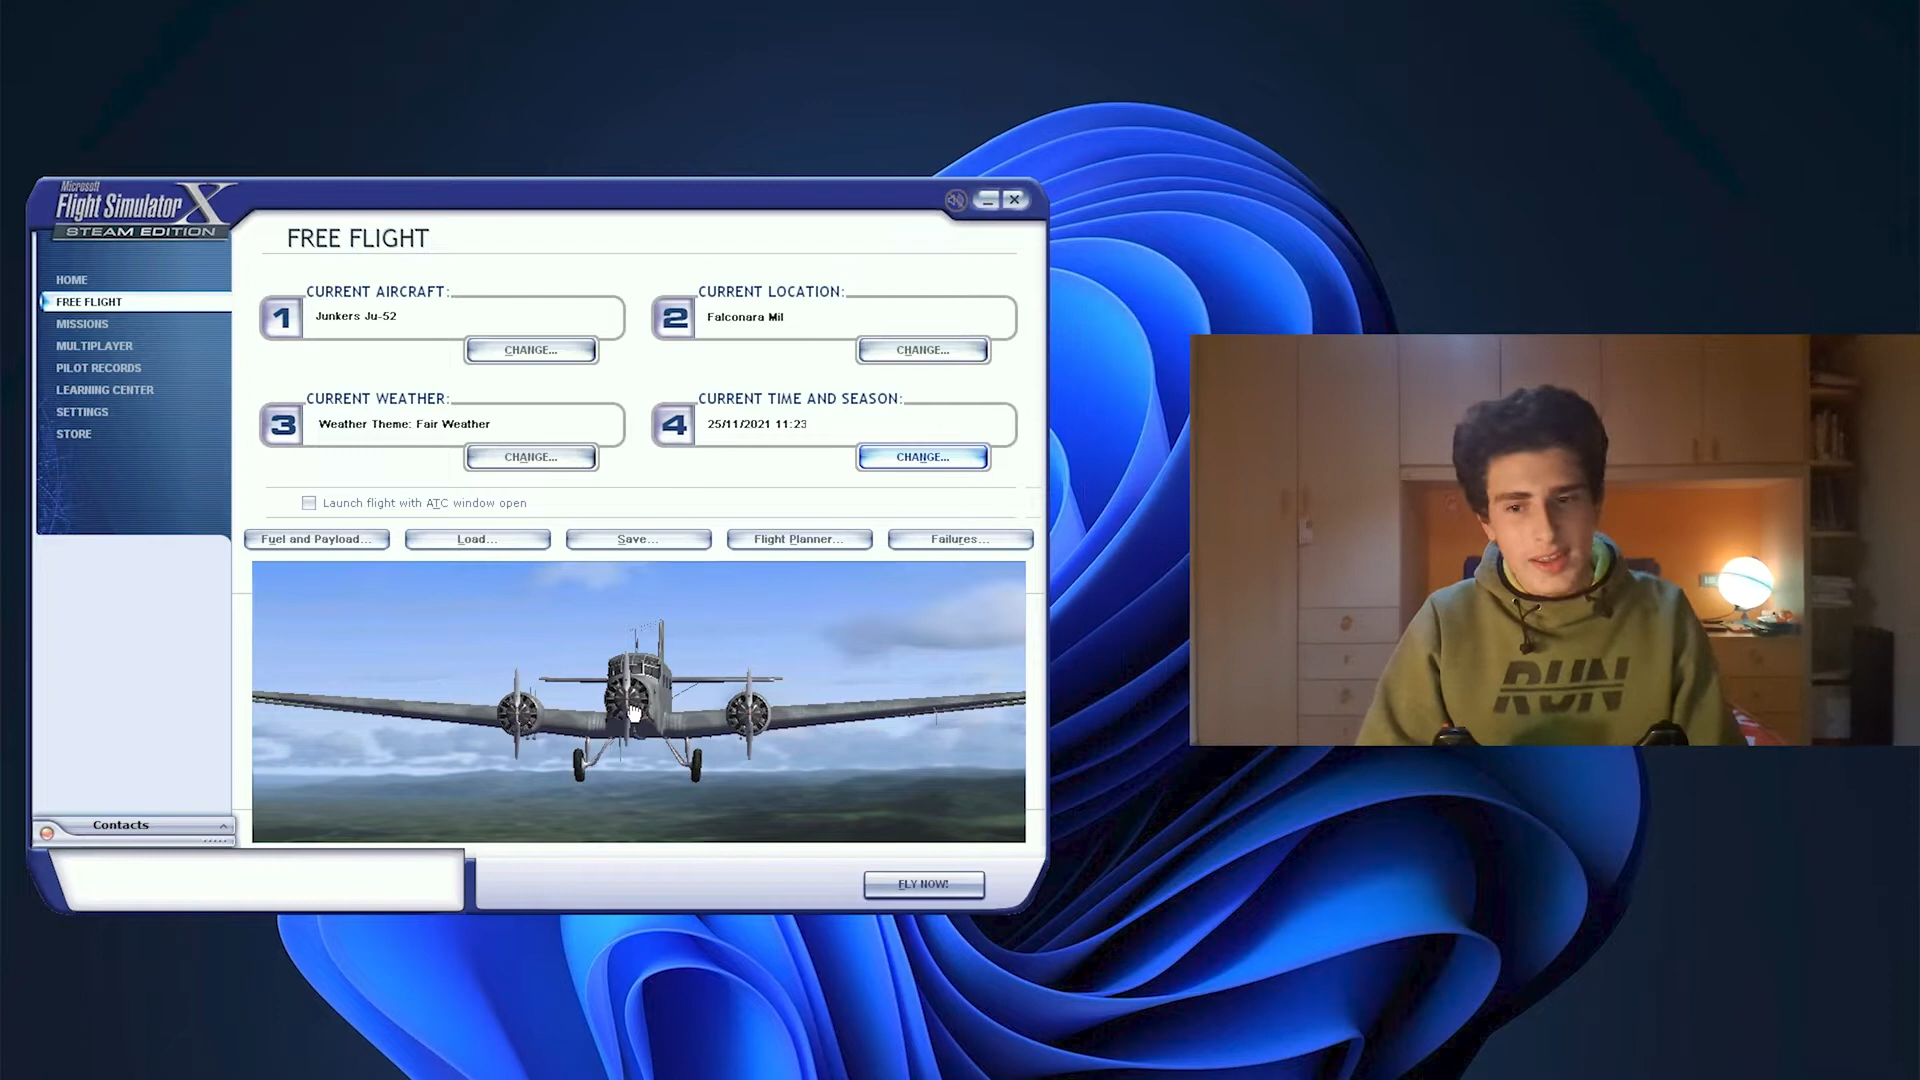 Microsoft
Flight Simulator X
STEAM EDITION
FREE FLIGHT
HOME
FREE FLIGHT
MISSIONS
MULTIPLAYER
PILOT RECORDS
LEARNING CENTER
SETTINGS
STORE
CURRENT AIRCRAFT:
1
Junkers Ju-52
CHANGE...
CURRENT LOCATION:
2
Falconara Mil
CHANGE...
CURRENT WEATHER:
3
Weather Theme: Fair Weather
CHANGE...
CURRENT TIME AND SEASON:
4
25/11/2021 11:23
CHANGE...
Launch flight with ATC window open
Fuel and Payload...
Load...
Save...
Flight Planner...
Failures...
Contacts
FLY NOW!
RUN